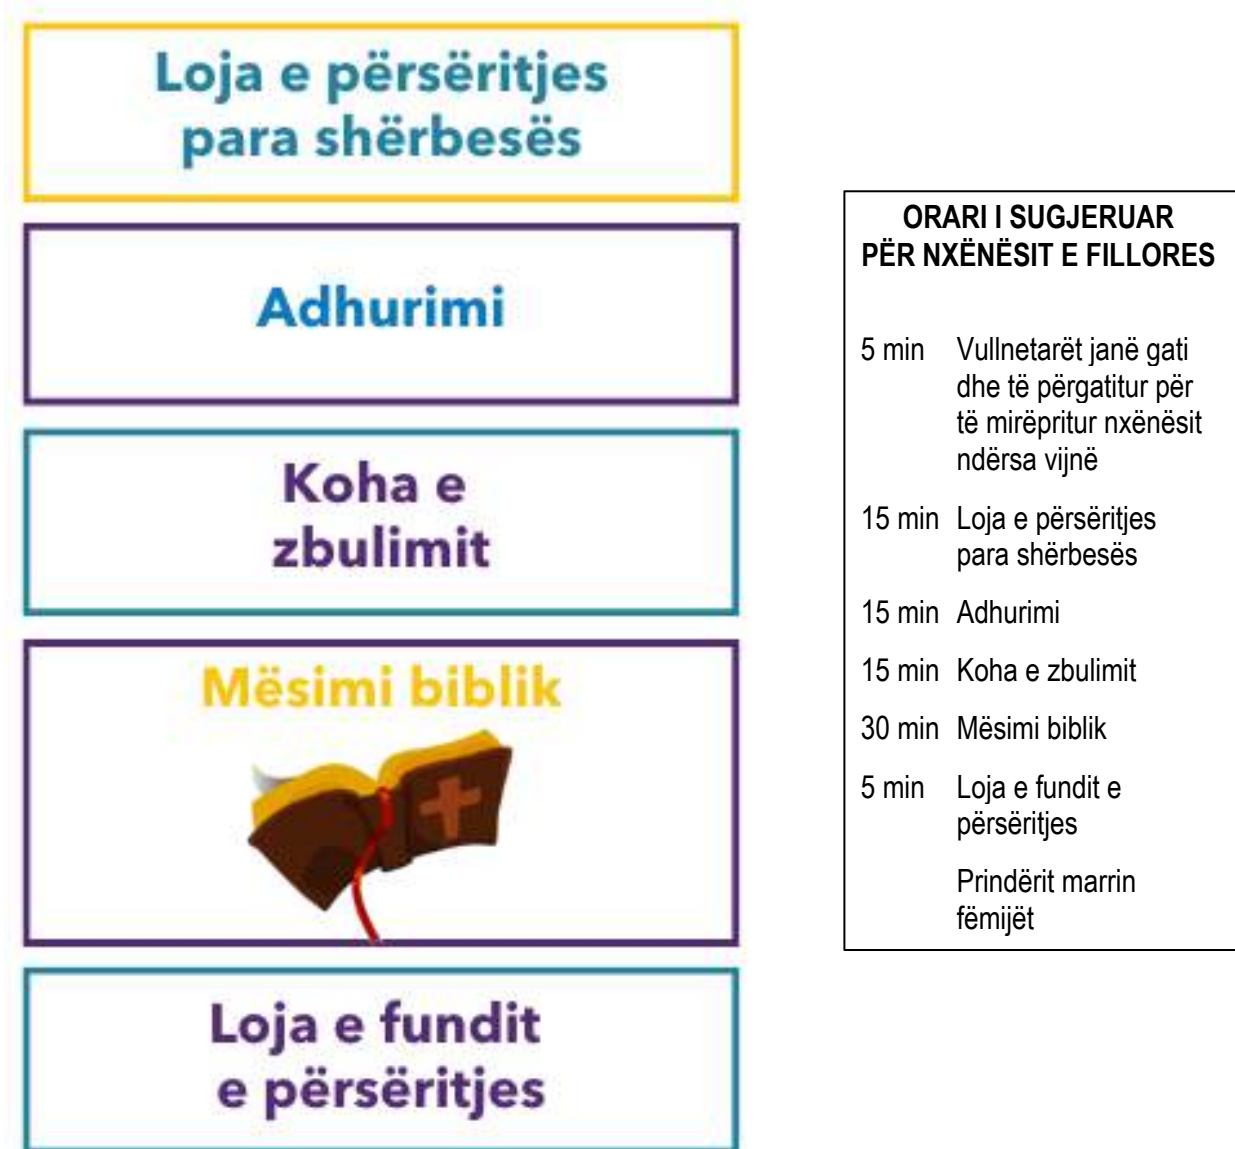 Loja e përsëritjes
para shërbesës
Adhurimi
Koha e
zbulimit
Mësimi biblik
Loja e fundit
e përsëritjes
ORARI I SUGJERUAR
PËR NXËNËSIT E FILLORES
5 min Vullnetarët janë gati
dhe të përgatitur për
të mirëpritur nxënësit
ndërsa vijnë
15 min Loja e përsëritjes
para shërbesës
15 min Adhurimi
15 min Koha e zbulimit
30 min Mësimi biblik
5 min Loja e fundit e
përsëritjes
Prindërit marrin
fëmijët